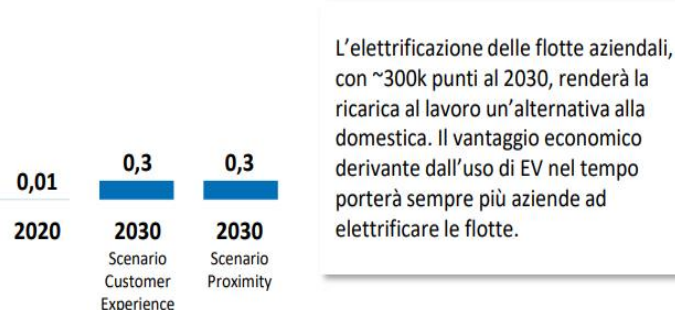 0,01
0,3
0,3
2020
2030
2030
Scenario
Customer
Experience
Scenario
Proximity
L’elettrificazione delle flotte aziendali,
con ~300k punti al 2030, renderà la
ricarica al lavoro un’alternativa alla
domestica. Il vantaggio economico
derivante dall’uso di EV nel tempo
porterà sempre più aziende ad
elettrificare le flotte.